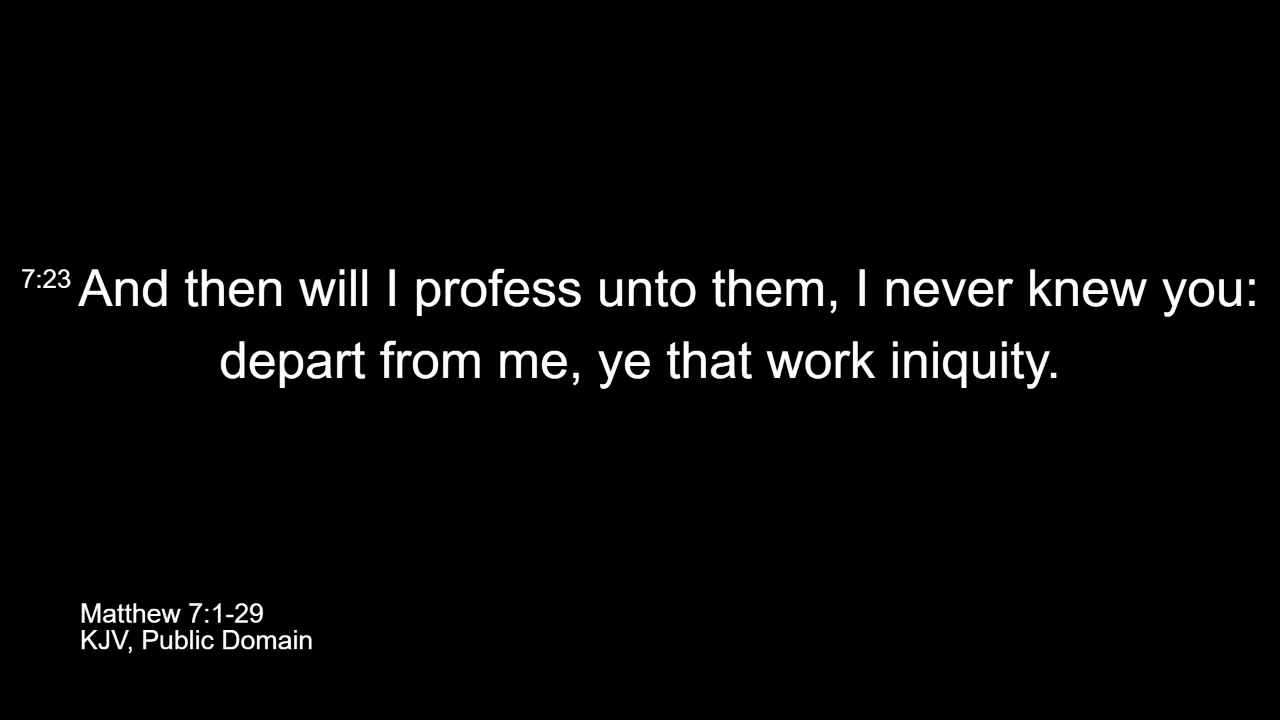 7:23 And then will I profess unto them, I never knew you:
depart from me, ye that work iniquity.
Matthew 7:1-29
KJV, Public Domain